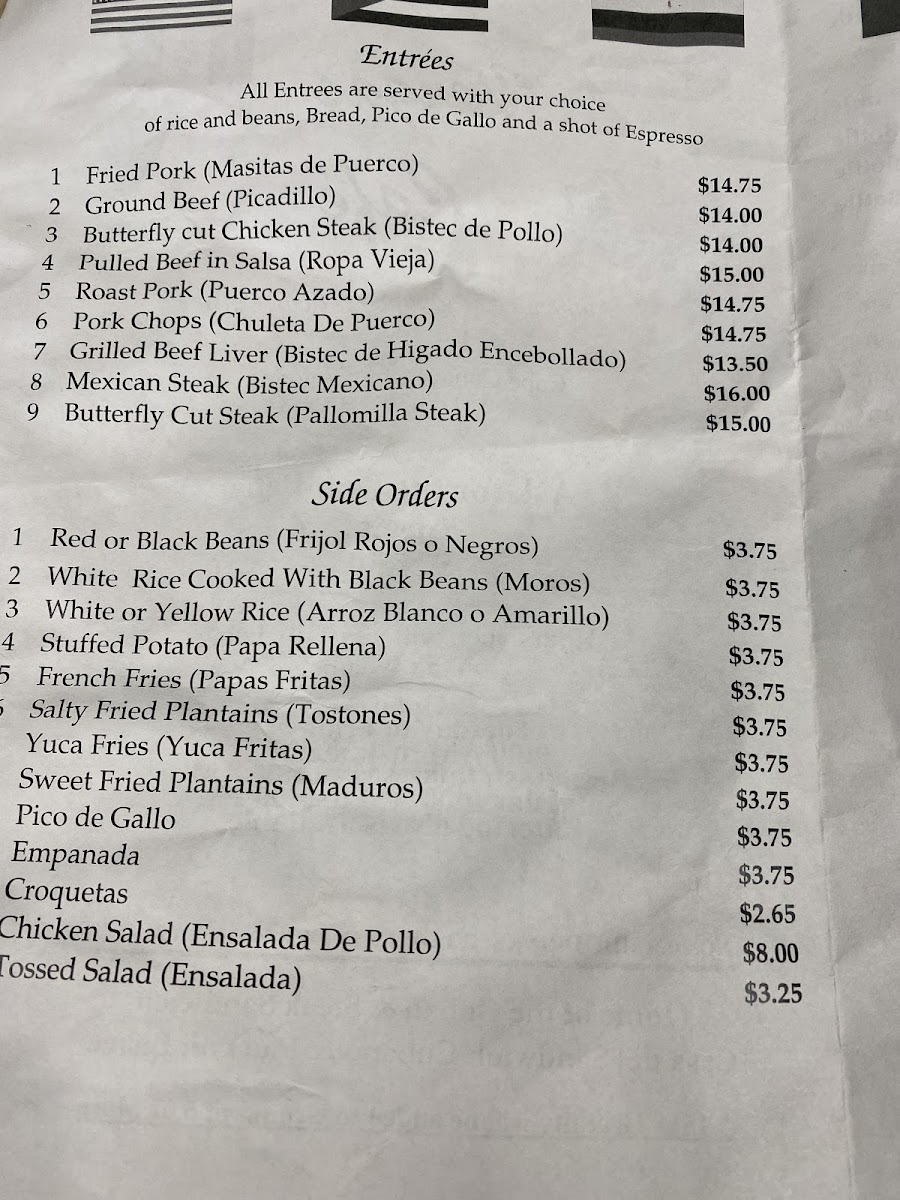 Entrées
All Entrees are served with your choice
of rice and beans, Bread, Pico de Gallo and a shot of Espresso
1 Fried Pork (Masitas de Puerco) $14.75
2 Ground Beef (Picadillo) $14.00
3 Butterfly cut Chicken Steak (Bistec de Pollo) $14.00
4 Pulled Beef in Salsa (Ropa Vieja) $15.00
5 Roast Pork (Puerco Azado) $14.75
6 Pork Chops (Chuleta De Puerco) $14.75
7 Grilled Beef Liver (Bistec de Higado Encebollado) $13.50
8 Mexican Steak (Bistec Mexicano) $16.00
9 Butterfly Cut Steak (Pallomilla Steak) $15.00
Side Orders
1 Red or Black Beans (Frijol Rojos o Negros) $3.75
2 White Rice Cooked With Black Beans (Moros) $3.75
3 White or Yellow Rice (Arroz Blanco o Amarillo) $3.75
4 Stuffed Potato (Papa Rellena) $3.75
5 French Fries (Papas Fritas) $3.75
Salty Fried Plantains (Tostones) $3.75
Yuca Fries (Yuca Fritas) $3.75
Sweet Fried Plantains (Maduros) $3.75
Pico de Gallo $3.75
Empanada $3.75
Croquetas $2.65
Chicken Salad (Ensalada De Pollo) $8.00
Tossed Salad (Ensalada) $3.25